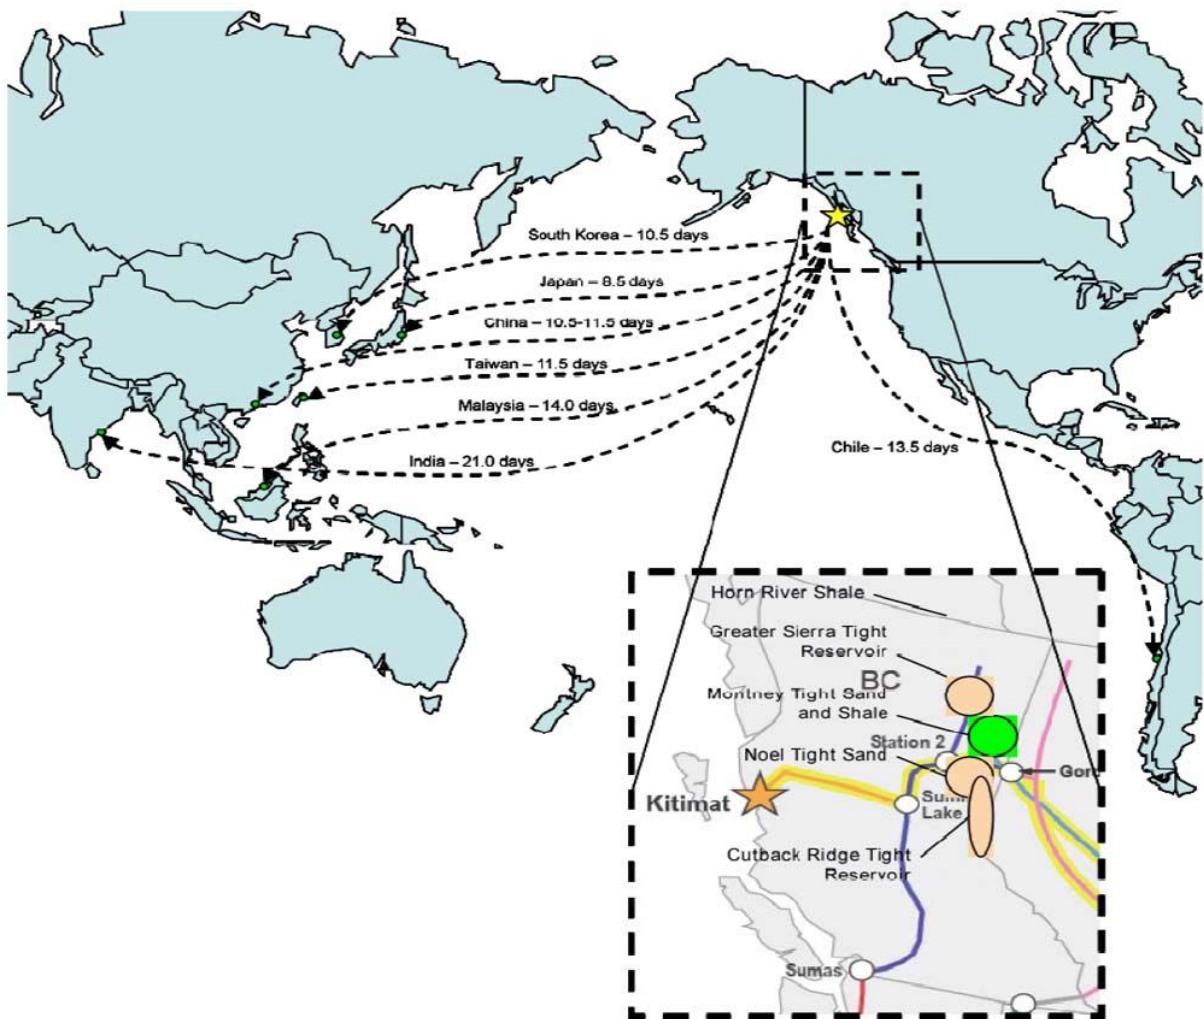 South Korea – 10.5 days
Japan – 8.5 days
China – 10.5-11.5 days
Taiwan – 11.5 days
Malaysia – 14.0 days
India – 21.0 days
Chile – 13.5 days
Horn River Shale
Greater Sierra Tight
Reservoir
BC
Montney Tight Sand
and Shale
Station 2
Noel Tight Sand
Kitimat
Lake
Cutback Ridge Tight
Reservoir
Sumas